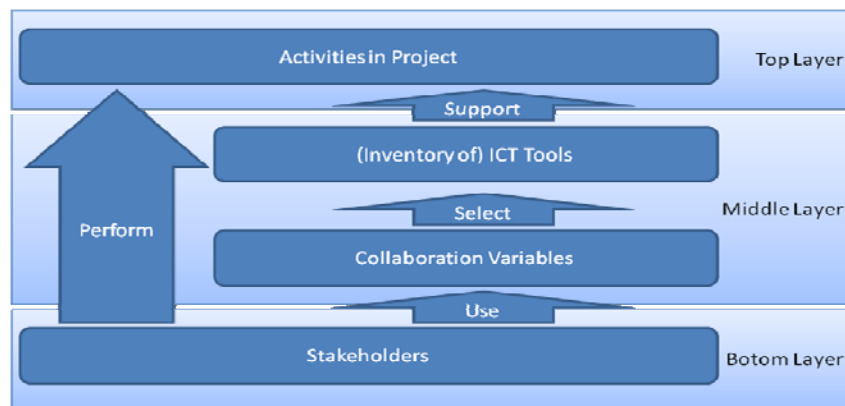 Activities in Project
Top Layer
Support
(Inventory of) ICT Tools
Select
Middle Layer
Perform
Collaboration Variables
Use
Stakeholders
Botom Layer